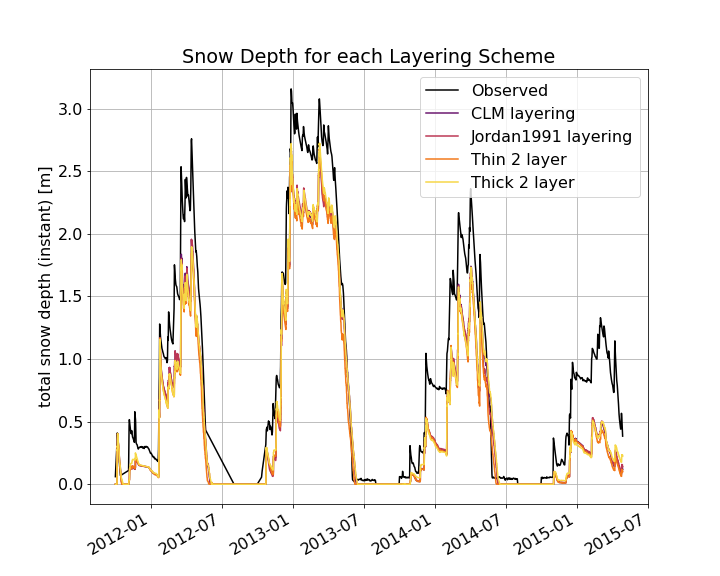 Snow Depth for each Layering Scheme
Observed
CLM layering
Jordan1991 layering
Thin 2 layer
Thick 2 layer
total snow depth (instant) [m]
3.0
2.5
2.0
1.5
1.0
0.5
0.0
2012-01
2012-07
2013-01
2013-07
2014-01
2014-07
2015-01
2015-07